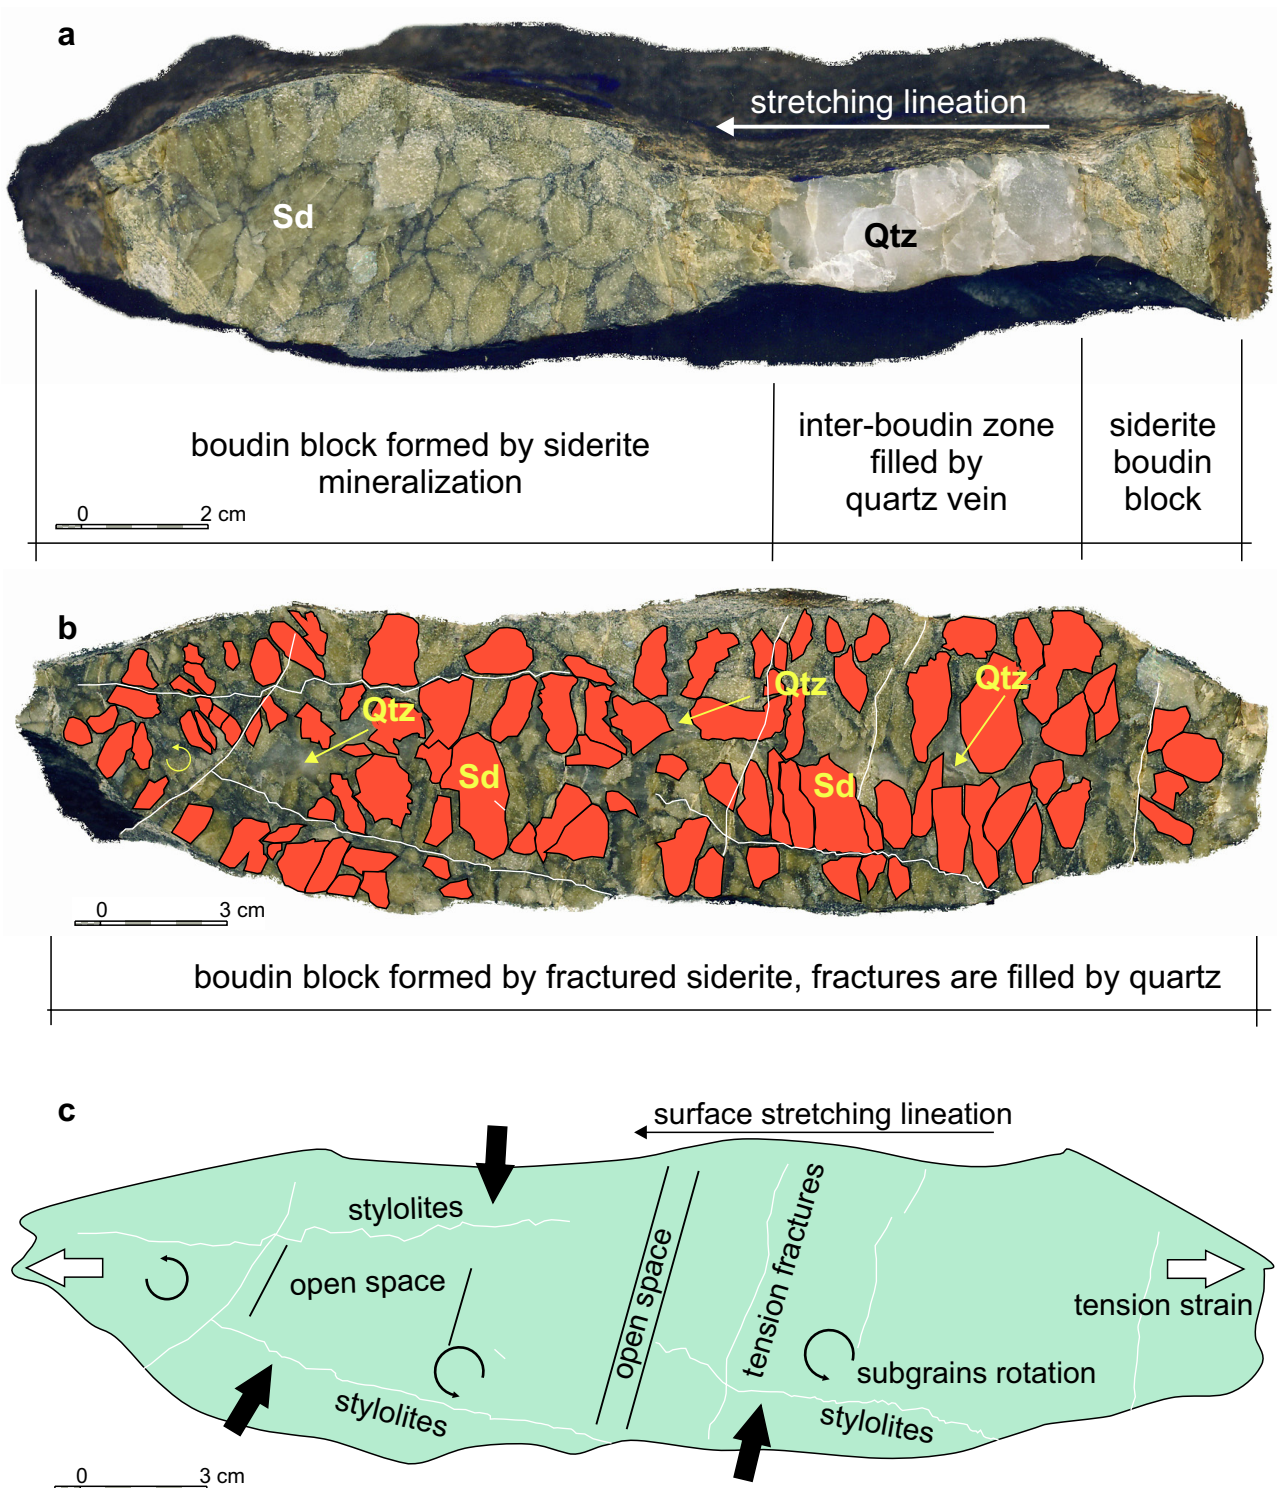 a
stretching lineation
Sd
Qtz
boudin block formed by siderite
mineralization
inter-boudin zone
filled by
quartz vein
siderite
boudin
block
0 2 cm
b
Qtz
Qtz
Qtz
Sd
Sd
0 3 cm
boudin block formed by fractured siderite, fractures are filled by quartz
c
surface stretching lineation
stylolites
open space
open space
tension fractures
tension strain
subgrains rotation
stylolites
stylolites
0 3 cm